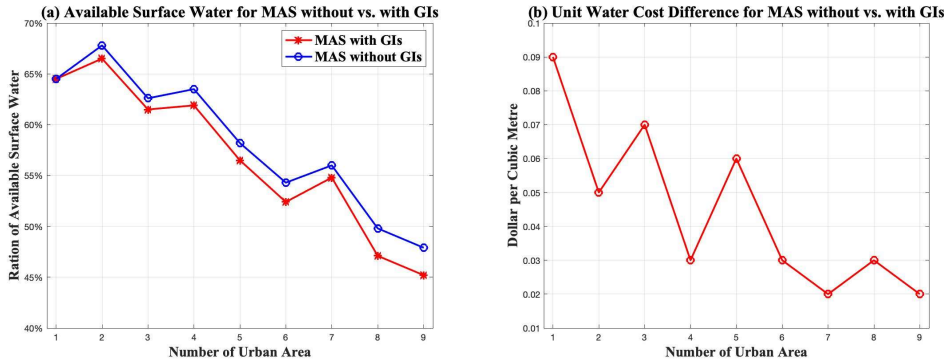 (a) Available Surface Water for MAS without vs. with GIs
70%
65%
60%
55%
50%
45%
40%
Ration of Available Surface Water
MAS with GIs
MAS without GIs
1 2 3 4 5 6 7 8 9
Number of Urban Area
(b) Unit Water Cost Difference for MAS without vs. with GIs
0.1
0.09
0.08
0.07
0.06
0.05
0.04
0.03
0.02
0.01
Dollar per Cubic Metre
1 2 3 4 5 6 7 8 9
Number of Urban Area